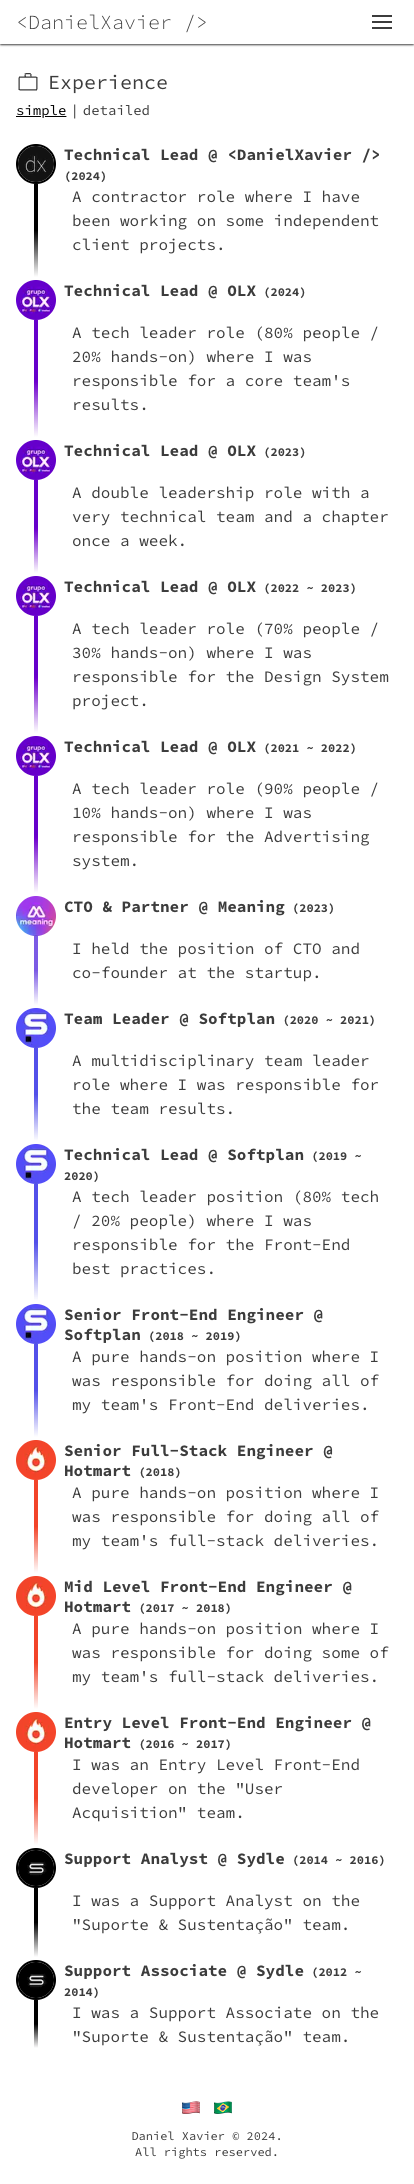 <DanielXavier />
Experience
simple | detailed
dx
Technical Lead @ <DanielXavier />
(2024)
A contractor role where I have
been working on some independent
client projects.
grupo
OLX
Technical Lead @ OLX (2024)
A tech leader role (80% people /
20% hands-on) where I was
responsible for a core team's
results.
grupo
OLX
Technical Lead @ OLX (2023)
A double leadership role with a
very technical team and a chapter
once a week.
grupo
OLX
Technical Lead @ OLX (2022 ~ 2023)
A tech leader role (70% people /
30% hands-on) where I was
responsible for the Design System
project.
grupo
OLX
Technical Lead @ OLX (2021 ~ 2022)
A tech leader role (90% people /
10% hands-on) where I was
responsible for the Advertising
system.
meaning
CTO & Partner @ Meaning (2023)
I held the position of CTO and
co-founder at the startup.
Team Leader @ Softplan (2020 ~ 2021)
A multidisciplinary team leader
role where I was responsible for
the team results.
Technical Lead @ Softplan (2019 ~
2020)
A tech leader position (80% tech
/ 20% people) where I was
responsible for the Front-End
best practices.
Senior Front-End Engineer @
Softplan (2018 ~ 2019)
A pure hands-on position where I
was responsible for doing all of
my team's Front-End deliveries.
Senior Full-Stack Engineer @
Hotmart (2018)
A pure hands-on position where I
was responsible for doing all of
my team's full-stack deliveries.
Mid Level Front-End Engineer @
Hotmart (2017 ~ 2018)
A pure hands-on position where I
was responsible for doing some of
my team's full-stack deliveries.
Entry Level Front-End Engineer @
Hotmart (2016 ~ 2017)
I was an Entry Level Front-End
developer on the "User
Acquisition" team.
Support Analyst @ Sydle (2014 ~ 2016)
I was a Support Analyst on the
"Suporte & Sustentação" team.
Support Associate @ Sydle (2012 ~
2014)
I was a Support Associate on the
"Suporte & Sustentação" team.
Daniel Xavier © 2024.
All rights reserved.